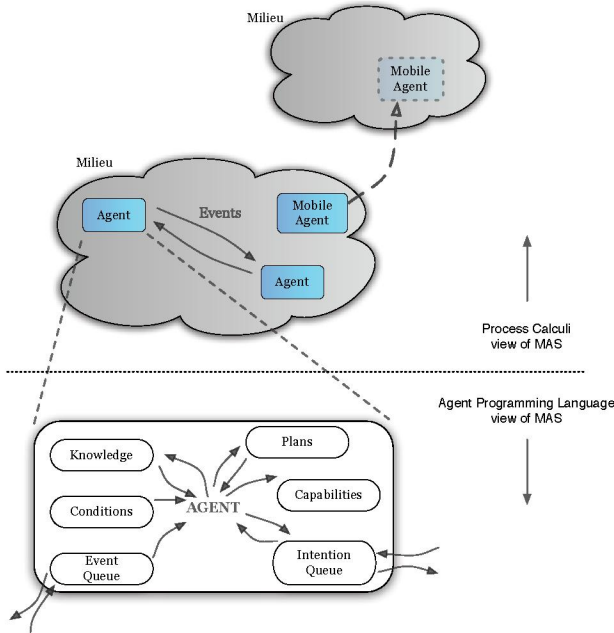 Milieu
Mobile
Agent
Milieu
Agent
Events
Mobile
Agent
Agent
Process Calculi
view of MAS
Agent Programming Language
view of MAS
Plans
Knowledge
Capabilities
AGENT
Conditions
Event
Queue
Intention
Queue